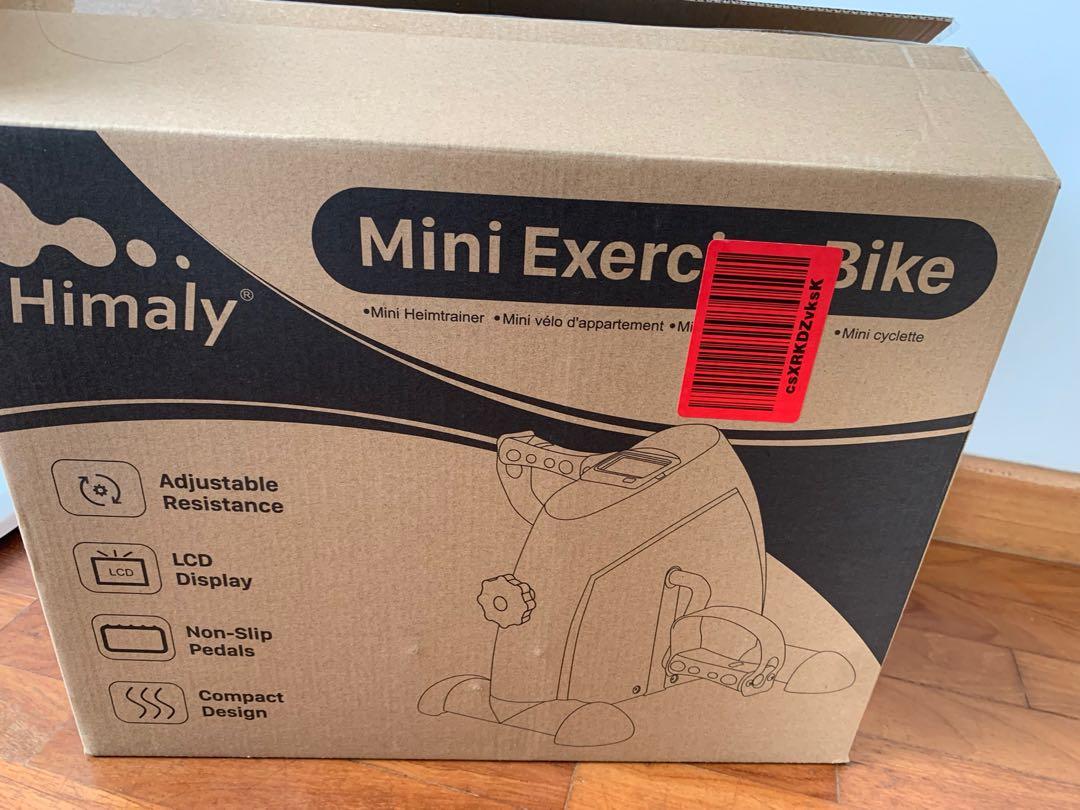 Himaly®
Mini Exerc Bike
•Mini Heimtrainer •Mini vélo d'appartement •Mi •Mini cyclette
csXRKDZvksK
Adjustable
Resistance
LCD
LCD
Display
Non-Slip
Pedals
Compact
Design